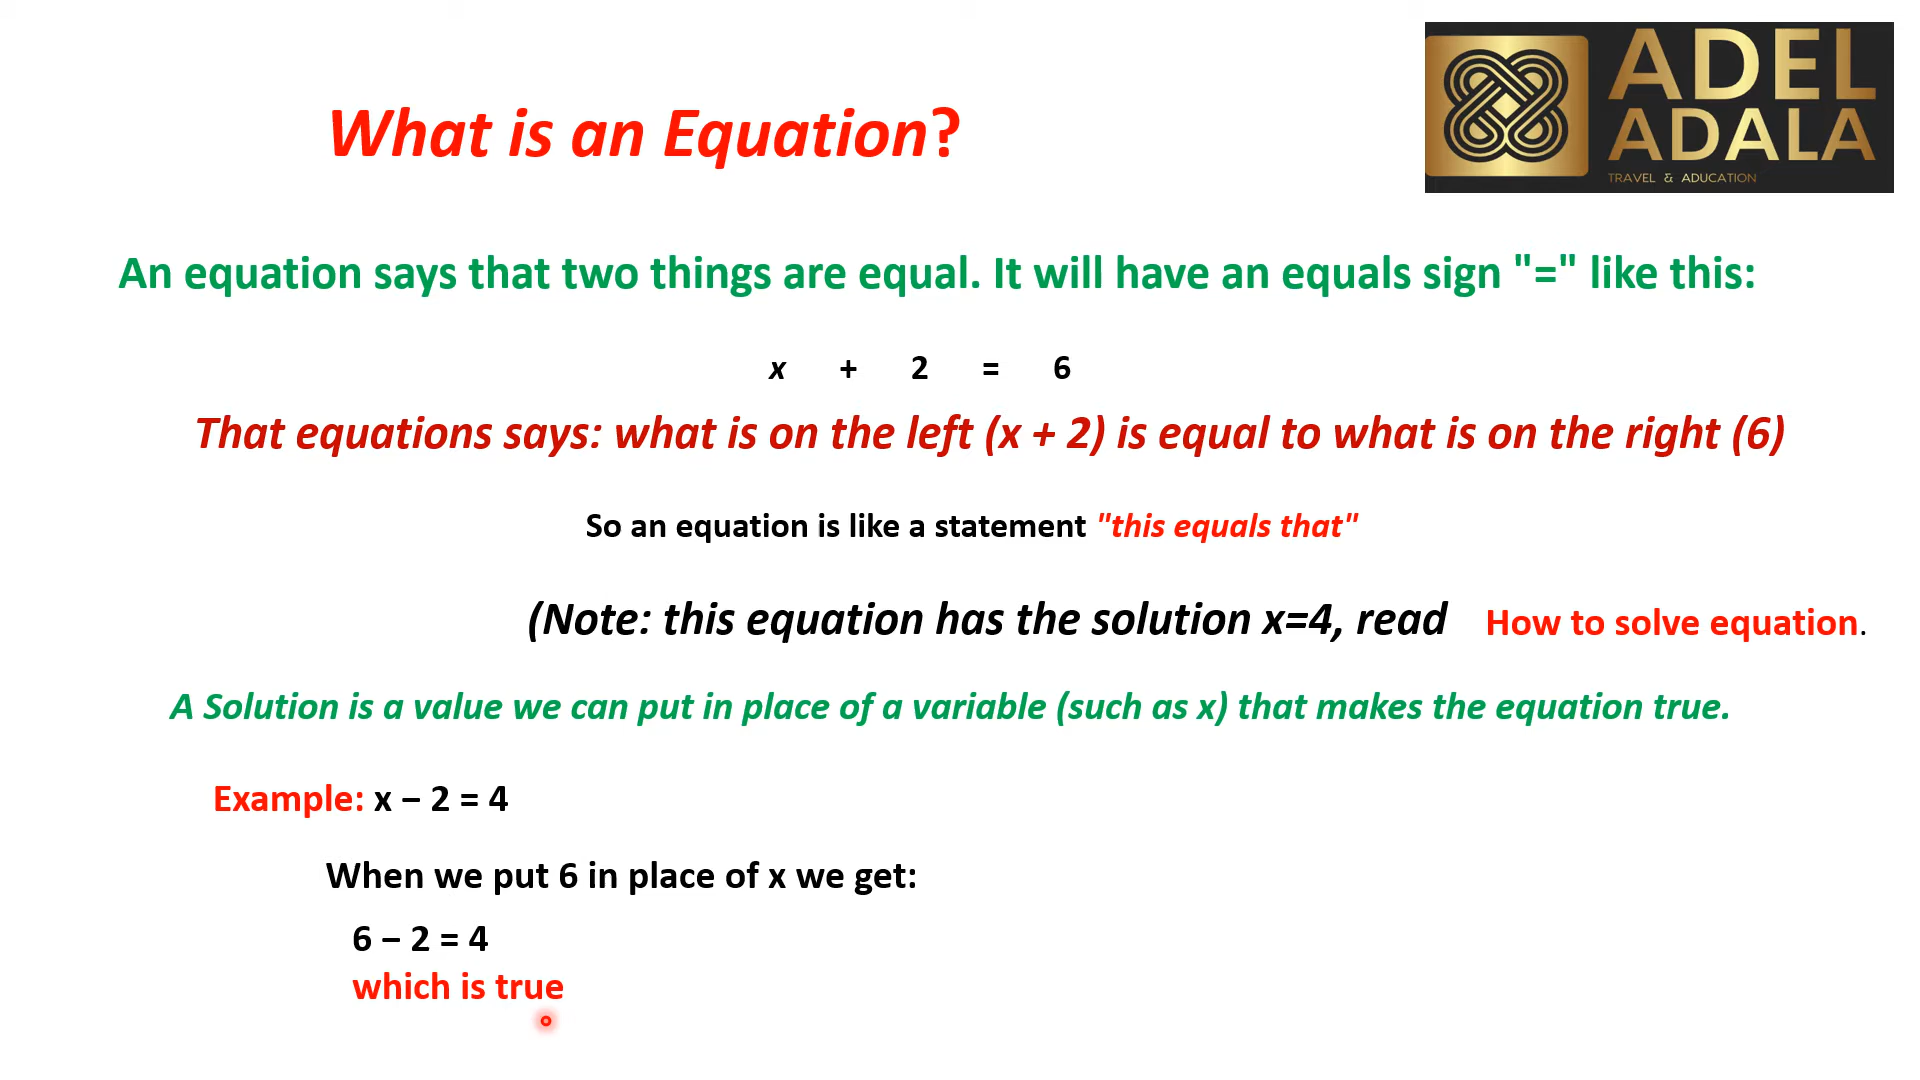 ADEL
ADALA
TRAVEL & ADUCATION
What is an Equation?
An equation says that two things are equal. It will have an equals sign "=" like this:
x + 2 = 6
That equations says: what is on the left (x + 2) is equal to what is on the right (6)
So an equation is like a statement "this equals that"
(Note: this equation has the solution x=4, read How to solve equation.
A Solution is a value we can put in place of a variable (such as x) that makes the equation true.
Example: x – 2 = 4
When we put 6 in place of x we get:
6 – 2 = 4
which is true